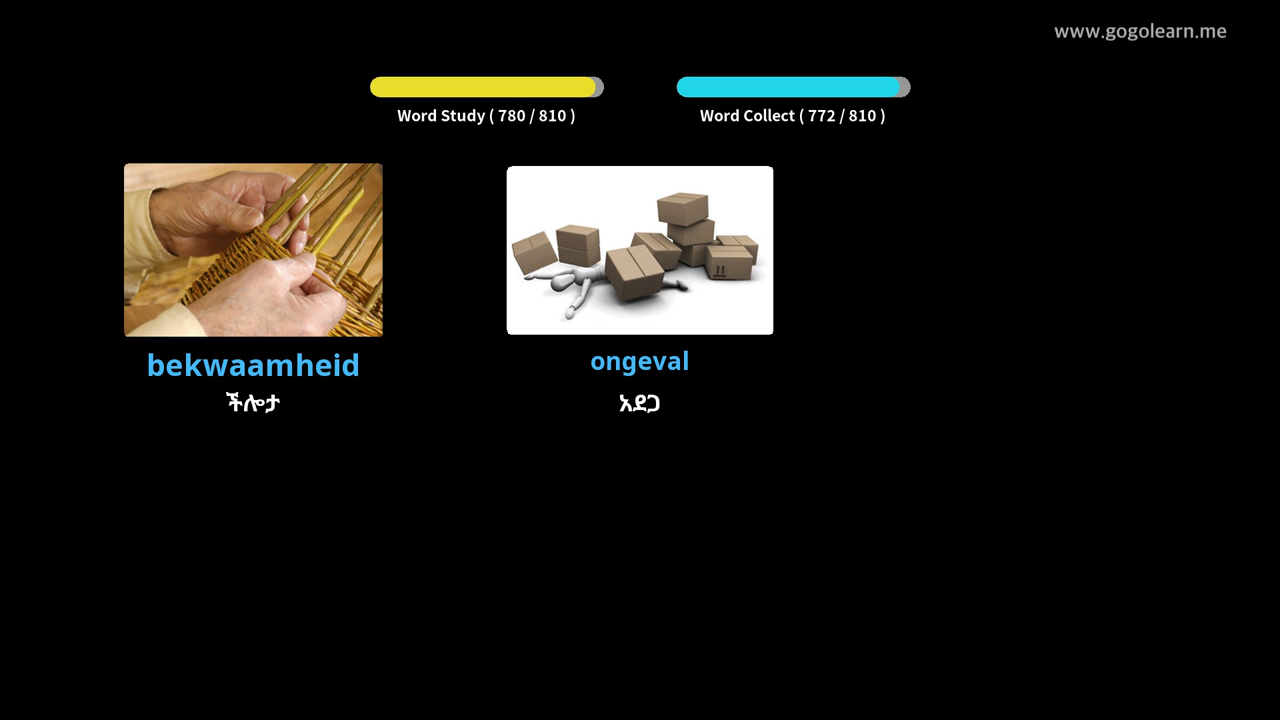 www.gogolearn.me
Word Study ( 780 / 810 )
Word Collect ( 772 / 810 )
bekwaamheid
ችሎታ
ongeval
አደጋ